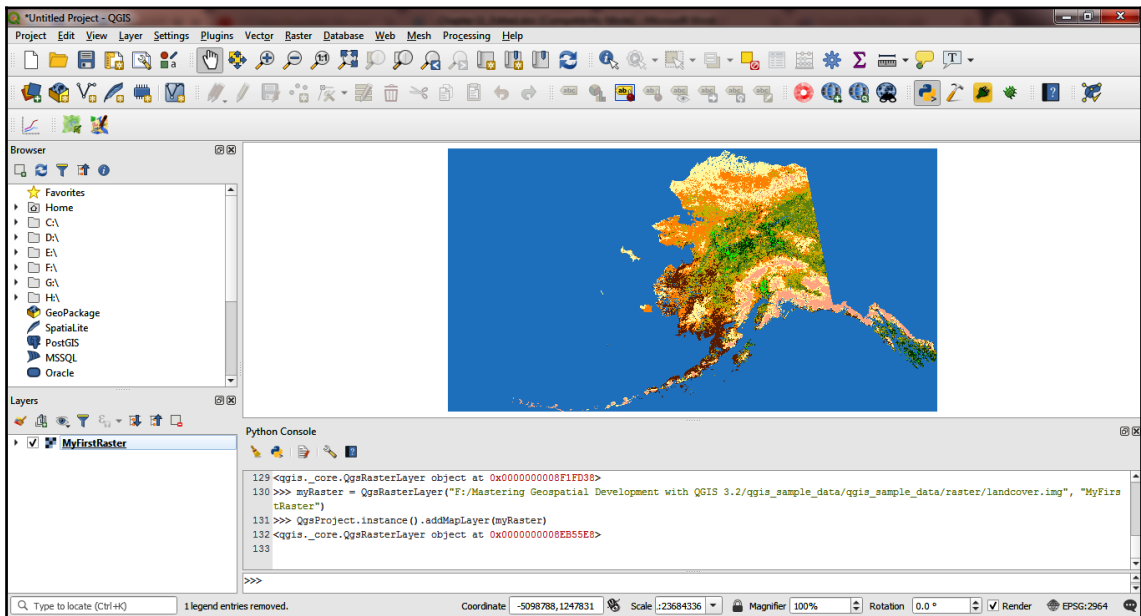 *Untitled Project - QGIS
Project Edit View Layer Settings Plugins Vector Raster Database Web Mesh Processing Help
Browser
Favorites
Home
C:\
D:\
E:\
F:\
G:\
H:\
GeoPackage
SpatiaLite
PostGIS
MSSQL
Oracle
Layers
MyFirstRaster
Python Console
129 <qgis._core.QgsRasterLayer object at 0x0000000008F1FD38>
130 >>> myRaster = QgsRasterLayer("F:/Mastering Geospatial Development with QGIS 3.2/qgis_sample_data/qgis_sample_data/raster/landcover.img", "MyFirs
tRaster")
131 >>> QgsProject.instance().addMapLayer(myRaster)
132 <qgis._core.QgsRasterLayer object at 0x0000000008EB55E8>
133
>>>
Type to locate (Ctrl+K) 1 legend entries removed. Coordinate -5098788,1247831 Scale .:23684336 Magnifier 100% Rotation 0.0 ° Render EPSG:2964